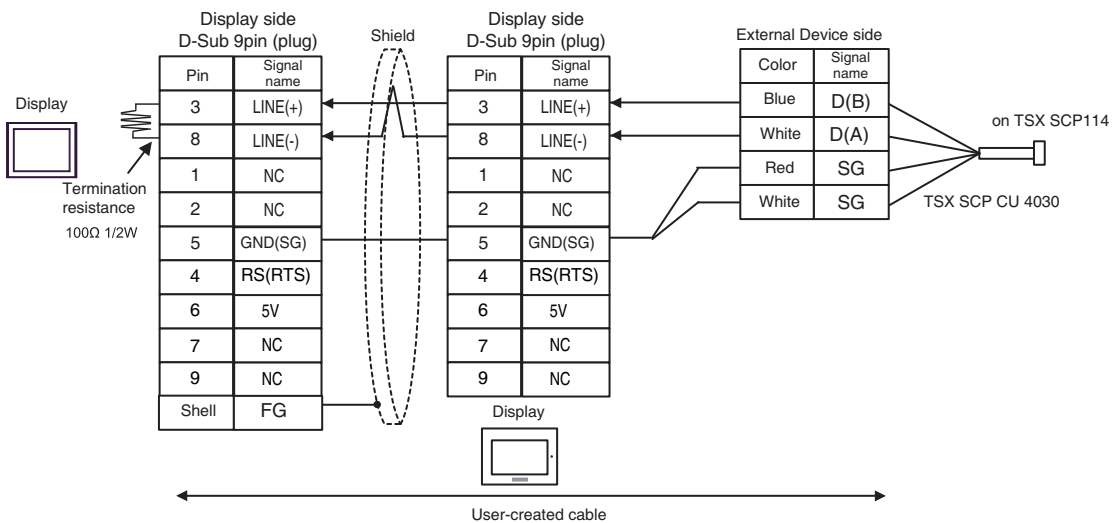 Display side
D-Sub 9pin (plug)
Shield
Display side
D-Sub 9pin (plug)
External Device side
Display
Pin Signal name
3 LINE(+)
8 LINE(-)
1 NC
2 NC
5 GND(SG)
4 RS(RTS)
6 5V
7 NC
9 NC
Shell FG
Termination
resistance
100Ω 1/2W
Pin Signal name
3 LINE(+)
8 LINE(-)
1 NC
2 NC
5 GND(SG)
4 RS(RTS)
6 5V
7 NC
9 NC
Display
Color Signal name
Blue D(B)
White D(A)
Red SG
White SG
on TSX SCP114
TSX SCP CU 4030
User-created cable